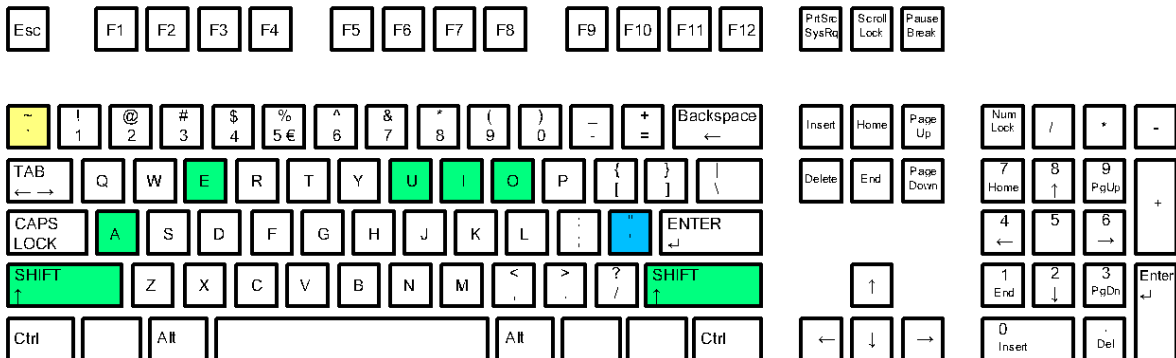 Esc F1 F2 F3 F4 F5 F6 F7 F8 F9 F10 F11 F12 PrtSrc Scroll Pause
SysRq Lock Break
~ ! @ # $ % ^ & * ( ) _ + Backspace Insert Home Page Num / * -
` 1 2 3 4 5 € 6 7 8 9 0 - = ← Up Lock
TAB Q W E R T Y U I O P { } | Delete End Page 7 8 9 +
← → [ ] \ Down Home ↑ PgUp
CAPS A S D F G H J K L : " ENTER 4 5 6
LOCK ; ' ↵ ← →
SHIFT Z X C V B N M < > ? SHIFT ↑ 1 2 3 Enter
↑ , . / ↑ End ↓ PgDn ↵
Ctrl Alt Alt Ctrl ← ↓ → 0 .
Insert Del